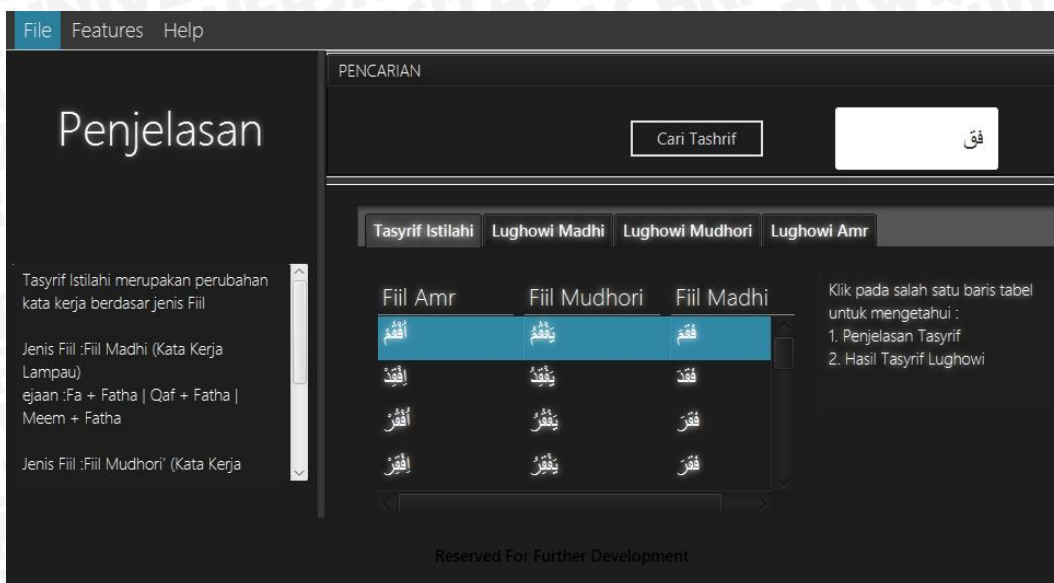 File Features Help
Penjelasan
Tasyrif Istilahi merupakan perubahan
kata kerja berdasar jenis Fiil
Jenis Fiil :Fiil Madhi (Kata Kerja
Lampau)
ejaan :Fa + Fatha | Qaf + Fatha |
Meem + Fatha
Jenis Fiil :Fiil Mudhori' (Kata Kerja
PENCARIAN
Cari Tashrif فق
Tasyrif Istilahi Lughowi Madhi Lughowi Mudhori Lughowi Amr
Fiil Amr Fiil Mudhori Fiil Madhi
اُفْقُمْ يَفْقُمُ فَقَمَ
اِفْقِدْ يَفْقِدُ فَقَدَ
اُفْقُرْ يَفْقُرُ فَقَرَ
اِفْقِرْ يَفْقِرُ فَقَرَ
Klik pada salah satu baris tabel
untuk mengetahui :
1. Penjelasan Tasyrif
2. Hasil Tasyrif Lughowi
Reserved For Further Development